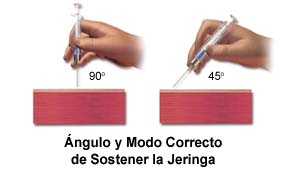 90° 45°
Ángulo y Modo Correcto
de Sostener la Jeringa